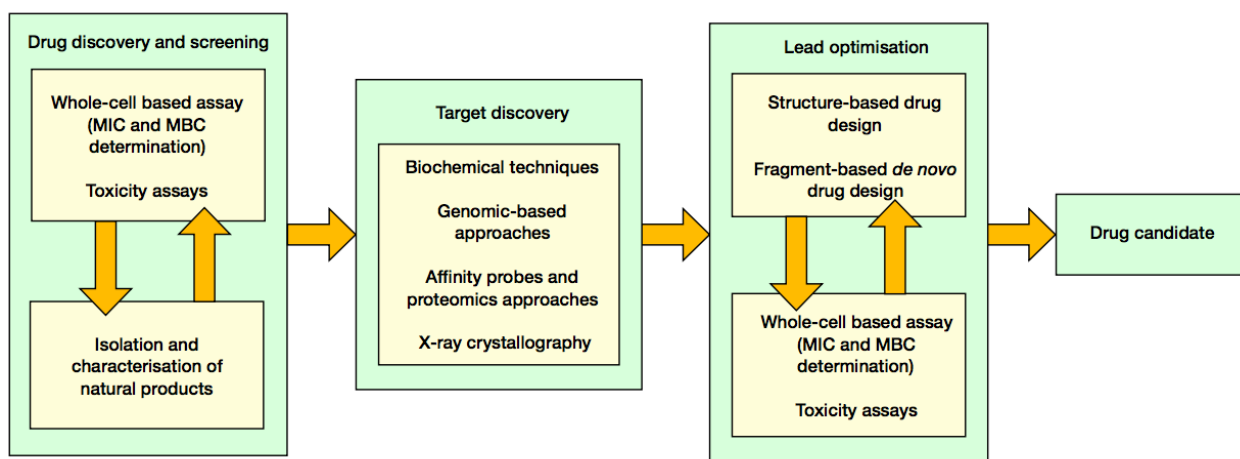 Drug discovery and screening
Whole-cell based assay
(MIC and MBC
determination)
Toxicity assays
Isolation and
characterisation of
natural products
Target discovery
Biochemical techniques
Genomic-based
approaches
Affinity probes and
proteomics approaches
X-ray crystallography
Lead optimisation
Structure-based drug
design
Fragment-based de novo
drug design
Whole-cell based assay
(MIC and MBC
determination)
Toxicity assays
Drug candidate